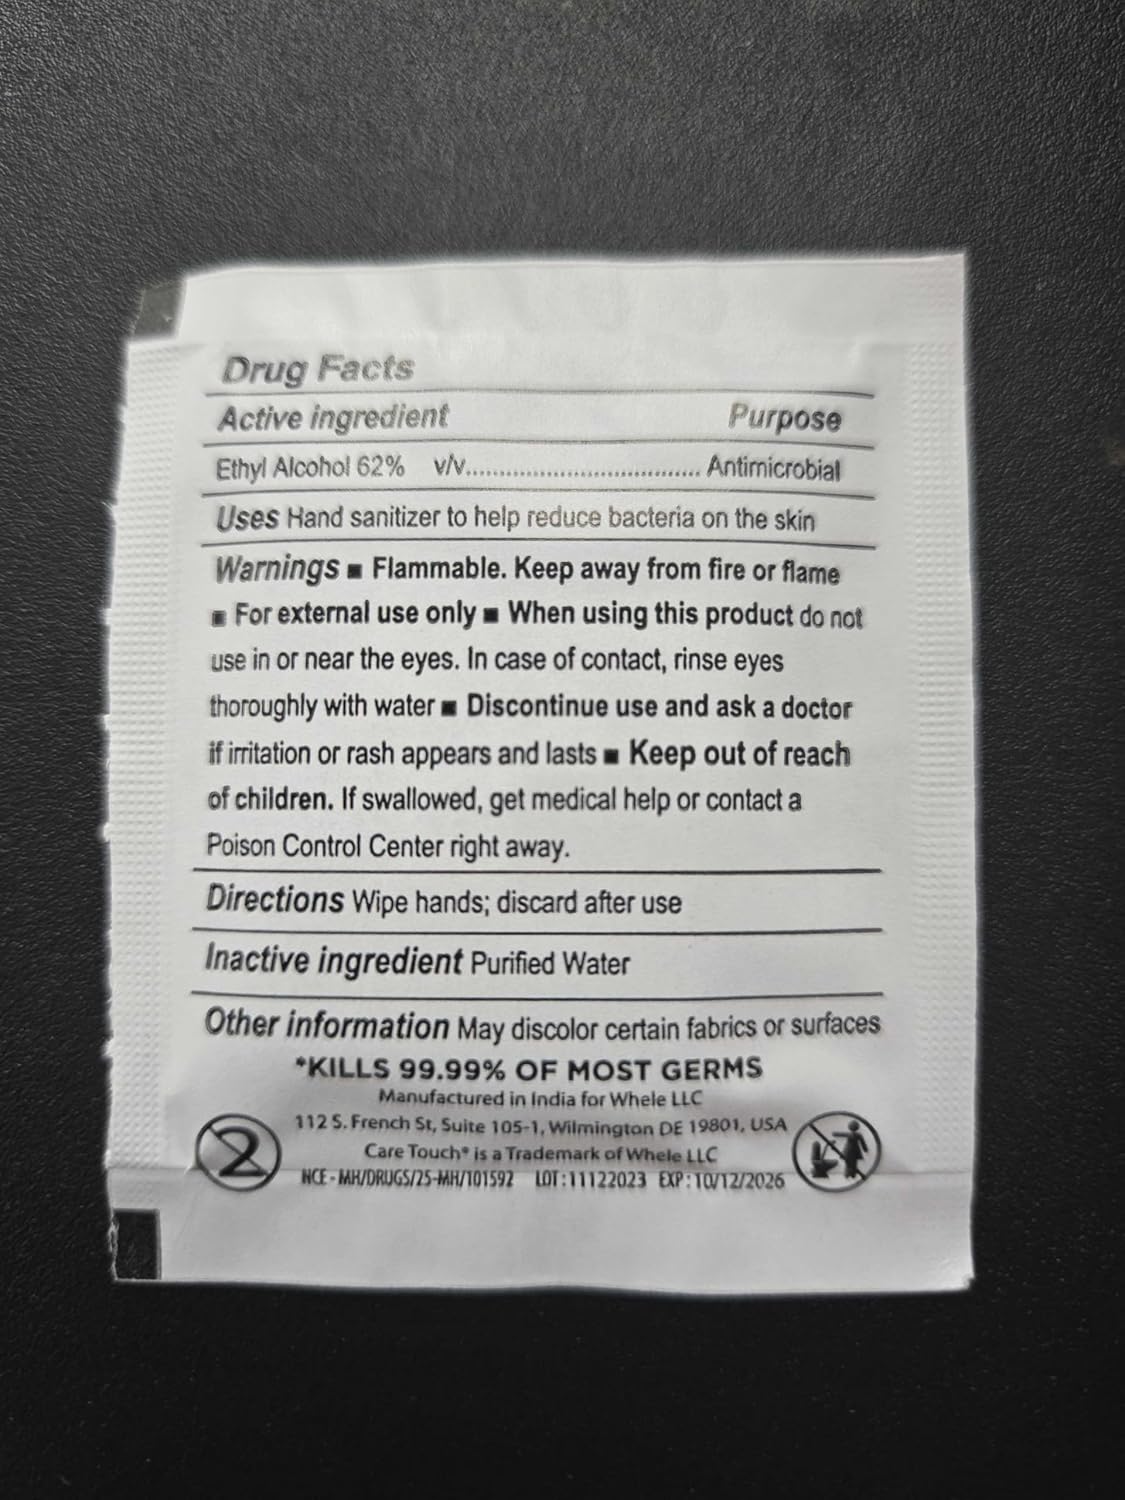 Drug Facts
Active ingredient Purpose
Ethyl Alcohol 62% v/v.................................... Antimicrobial
Uses Hand sanitizer to help reduce bacteria on the skin
Warnings ■ Flammable. Keep away from fire or flame
■ For external use only ■ When using this product do not
use in or near the eyes. In case of contact, rinse eyes
thoroughly with water ■ Discontinue use and ask a doctor
if irritation or rash appears and lasts ■ Keep out of reach
of children. If swallowed, get medical help or contact a
Poison Control Center right away.
Directions Wipe hands; discard after use
Inactive ingredient Purified Water
Other information May discolor certain fabrics or surfaces
*KILLS 99.99% OF MOST GERMS
Manufactured in India for Whele LLC
112 S. French St, Suite 105-1, Wilmington DE 19801, USA
Care Touch® is a Trademark of Whele LLC
2
NCE - MH/DRUGS/25-MH/101592 LOT:11122023 EXP: 10/12/2026